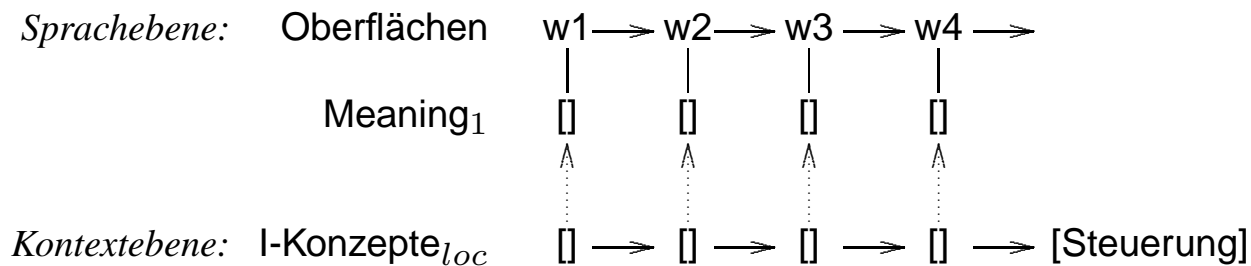 Sprachebene: Oberflächen w1 w2 w3 w4
Meaning1 [] [] [] []
Kontextebene: I-Konzepteloc [] [] [] [] [Steuerung]